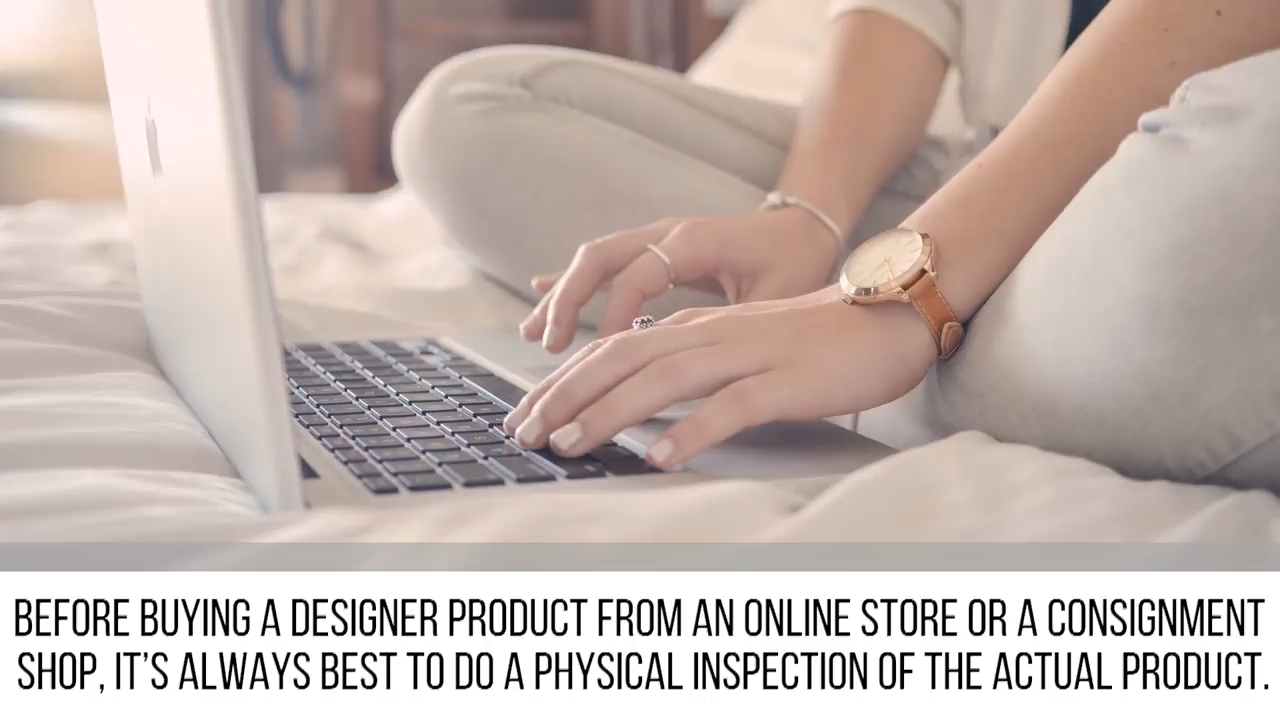 BEFORE BUYING A DESIGNER PRODUCT FROM AN ONLINE STORE OR A CONSIGNMENT
SHOP, IT’S ALWAYS BEST TO DO A PHYSICAL INSPECTION OF THE ACTUAL PRODUCT.